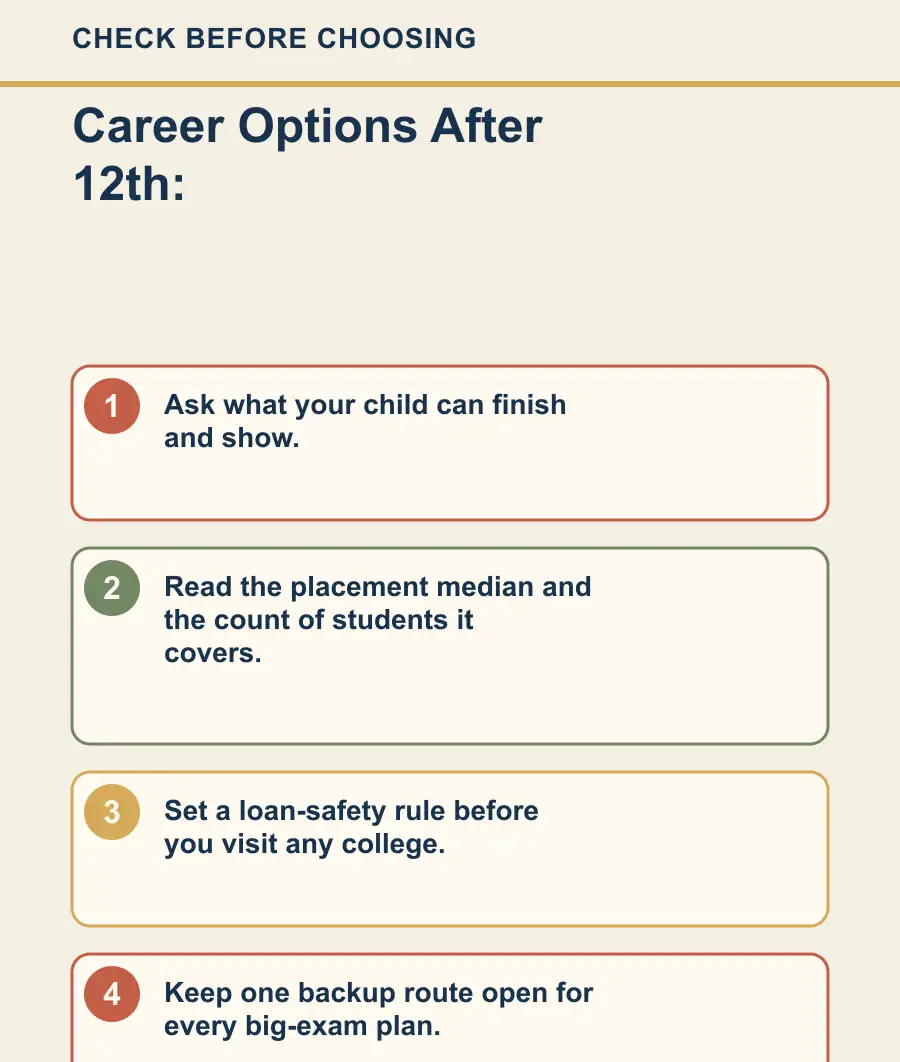 CHECK BEFORE CHOOSING
Career Options After
12th:
1
Ask what your child can finish
and show.
2
Read the placement median and
the count of students it
covers.
3
Set a loan-safety rule before
you visit any college.
4
Keep one backup route open for
every big-exam plan.